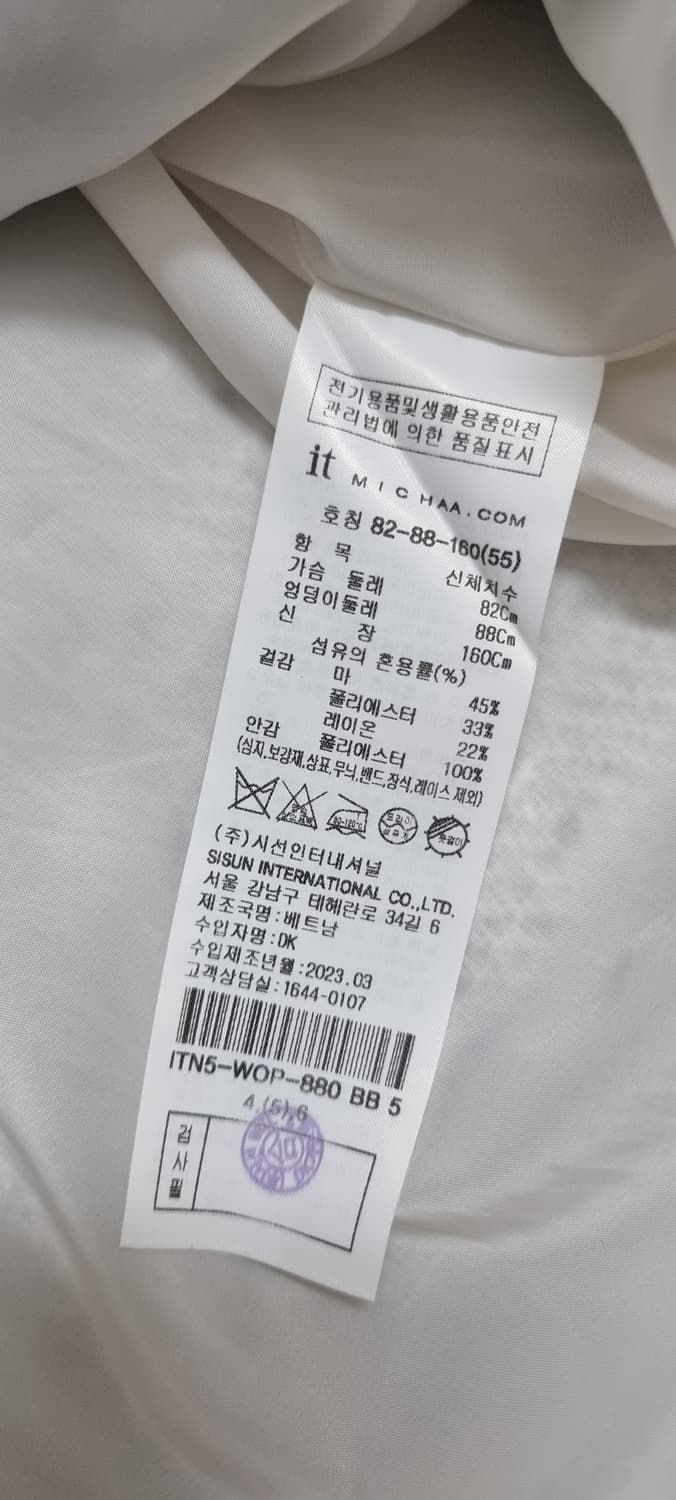 전기용품및생활용품안전
관리법에 의한 품질표시
it MICHAA.COM
호칭 82-88-160(55)
항 목 신체치수
가슴 둘레 82Cm
엉덩이둘레 88Cm
신 장 160Cm
섬유의 혼용률(%)
겉감 마 45%
폴리에스터 33%
레이온 22%
안감 폴리에스터 100%
(심지,보강재,상표,무늬,밴드,장식,레이스 제외)
80-120℃ 드라이 옷걸이
(주)시선인터내셔널
SISUN INTERNATIONAL CO.,LTD.
서울 강남구 테헤란로 34길 6
제조국명:베트남
수입자명:DK
수입제조년월:2023.03
고객상담실:1644-0107
ITN5-WOP-880 BB 5
4.(5).6
검사필